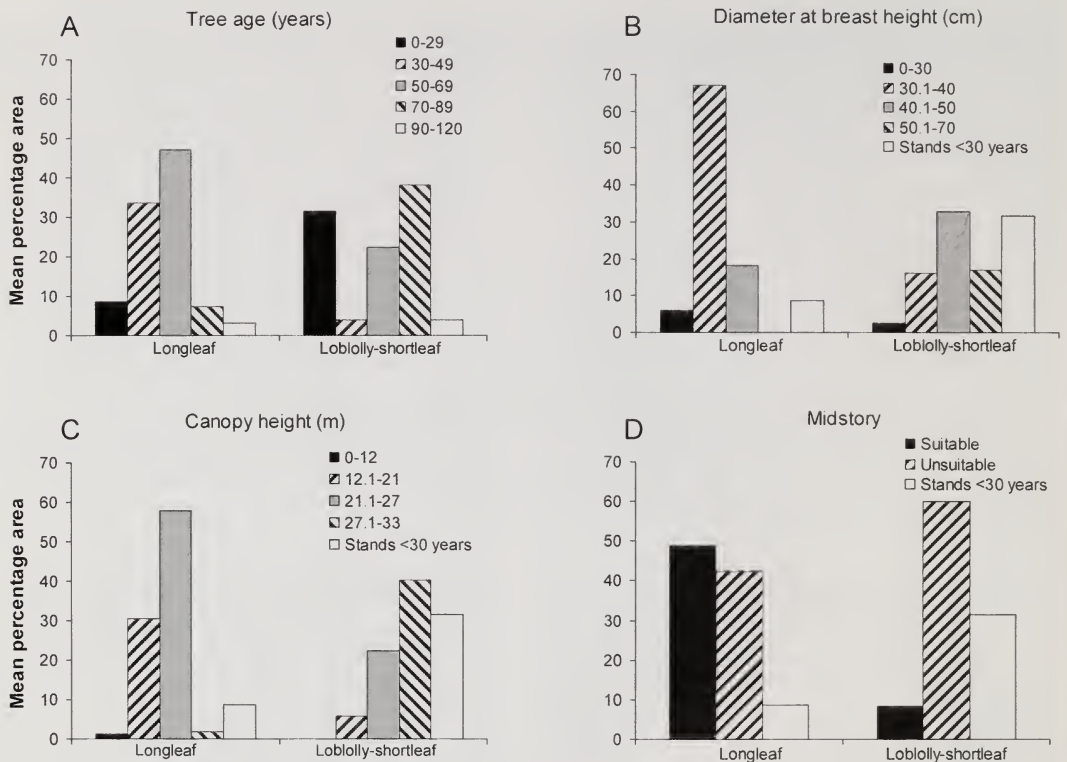 A
Tree age (years)
0-29
30-49
50-69
70-89
90-120
Mean percentage area
70
60
50
40
30
20
10
0
Longleaf
Loblolly-shortleaf
B
Diameter at breast height (cm)
0-30
30.1-40
40.1-50
50.1-70
Stands <30 years
70
60
50
40
30
20
10
0
Longleaf
Loblolly-shortleaf
C
Canopy height (m)
0-12
12.1-21
21.1-27
27.1-33
Stands <30 years
Mean percentage area
70
60
50
40
30
20
10
0
Longleaf
Loblolly-shortleaf
D
Midstory
Suitable
Unsuitable
Stands <30 years
70
60
50
40
30
20
10
0
Longleaf
Loblolly-shortleaf